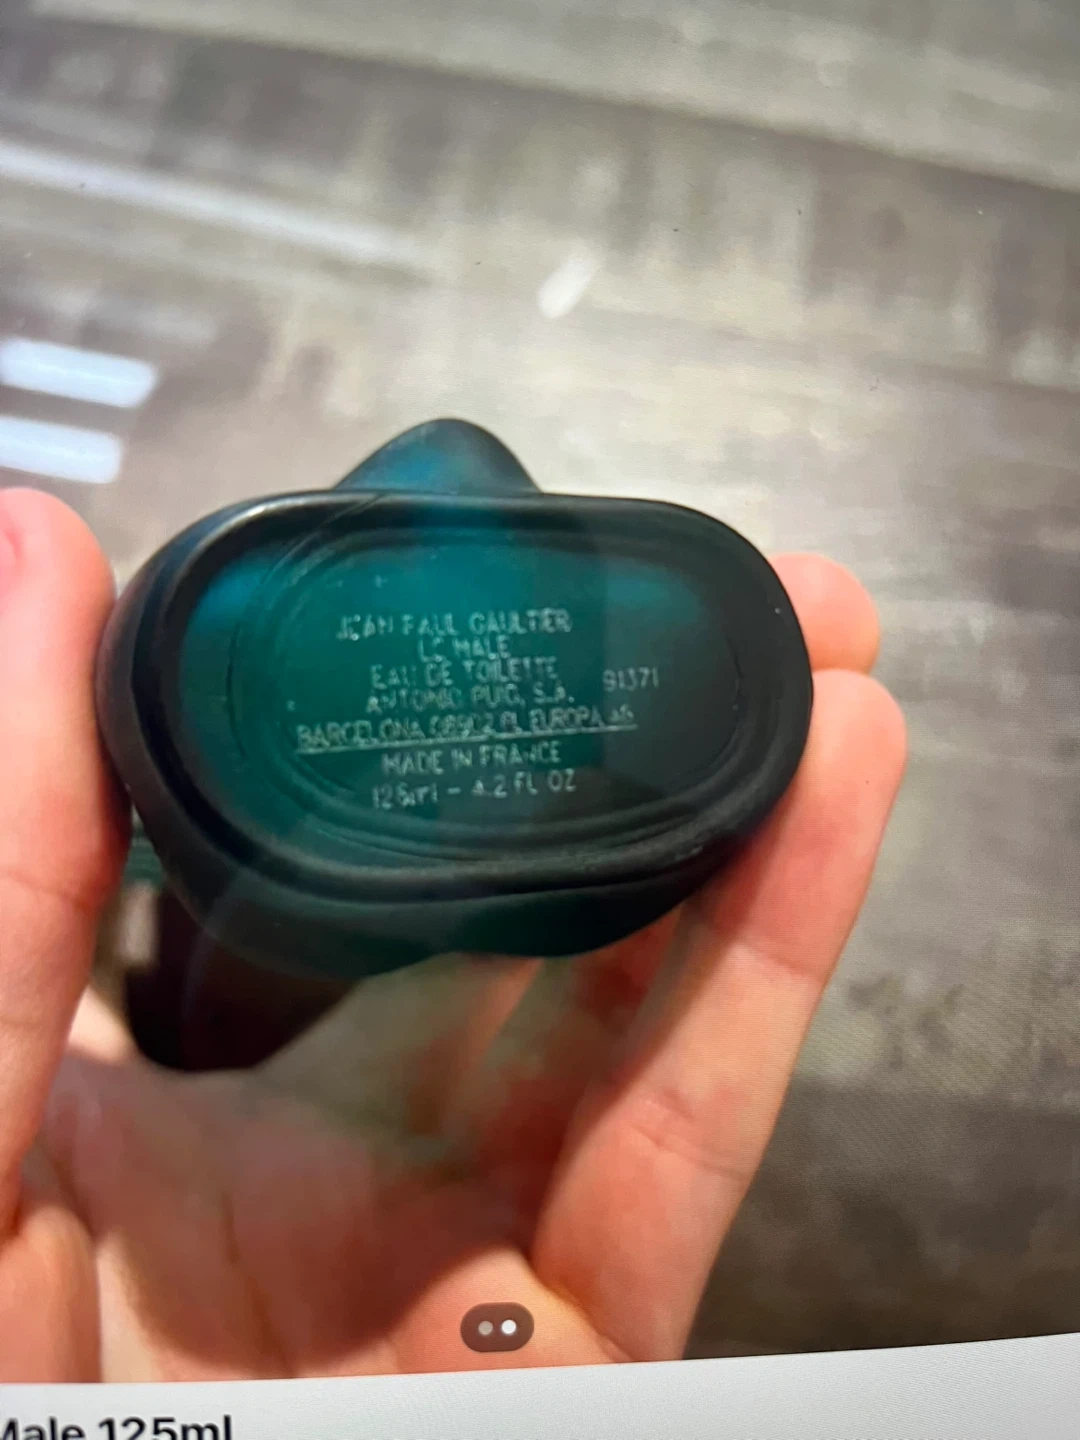 JEAN PAUL GAULTIER
LE MALE
EAU DE TOILETTE
ANTONIO PUIG, S.A.
91371
BARCELONA 08902 PL EUROPA 46
MADE IN FRANCE
125ml - 4.2 FL OZ
Male 125ml